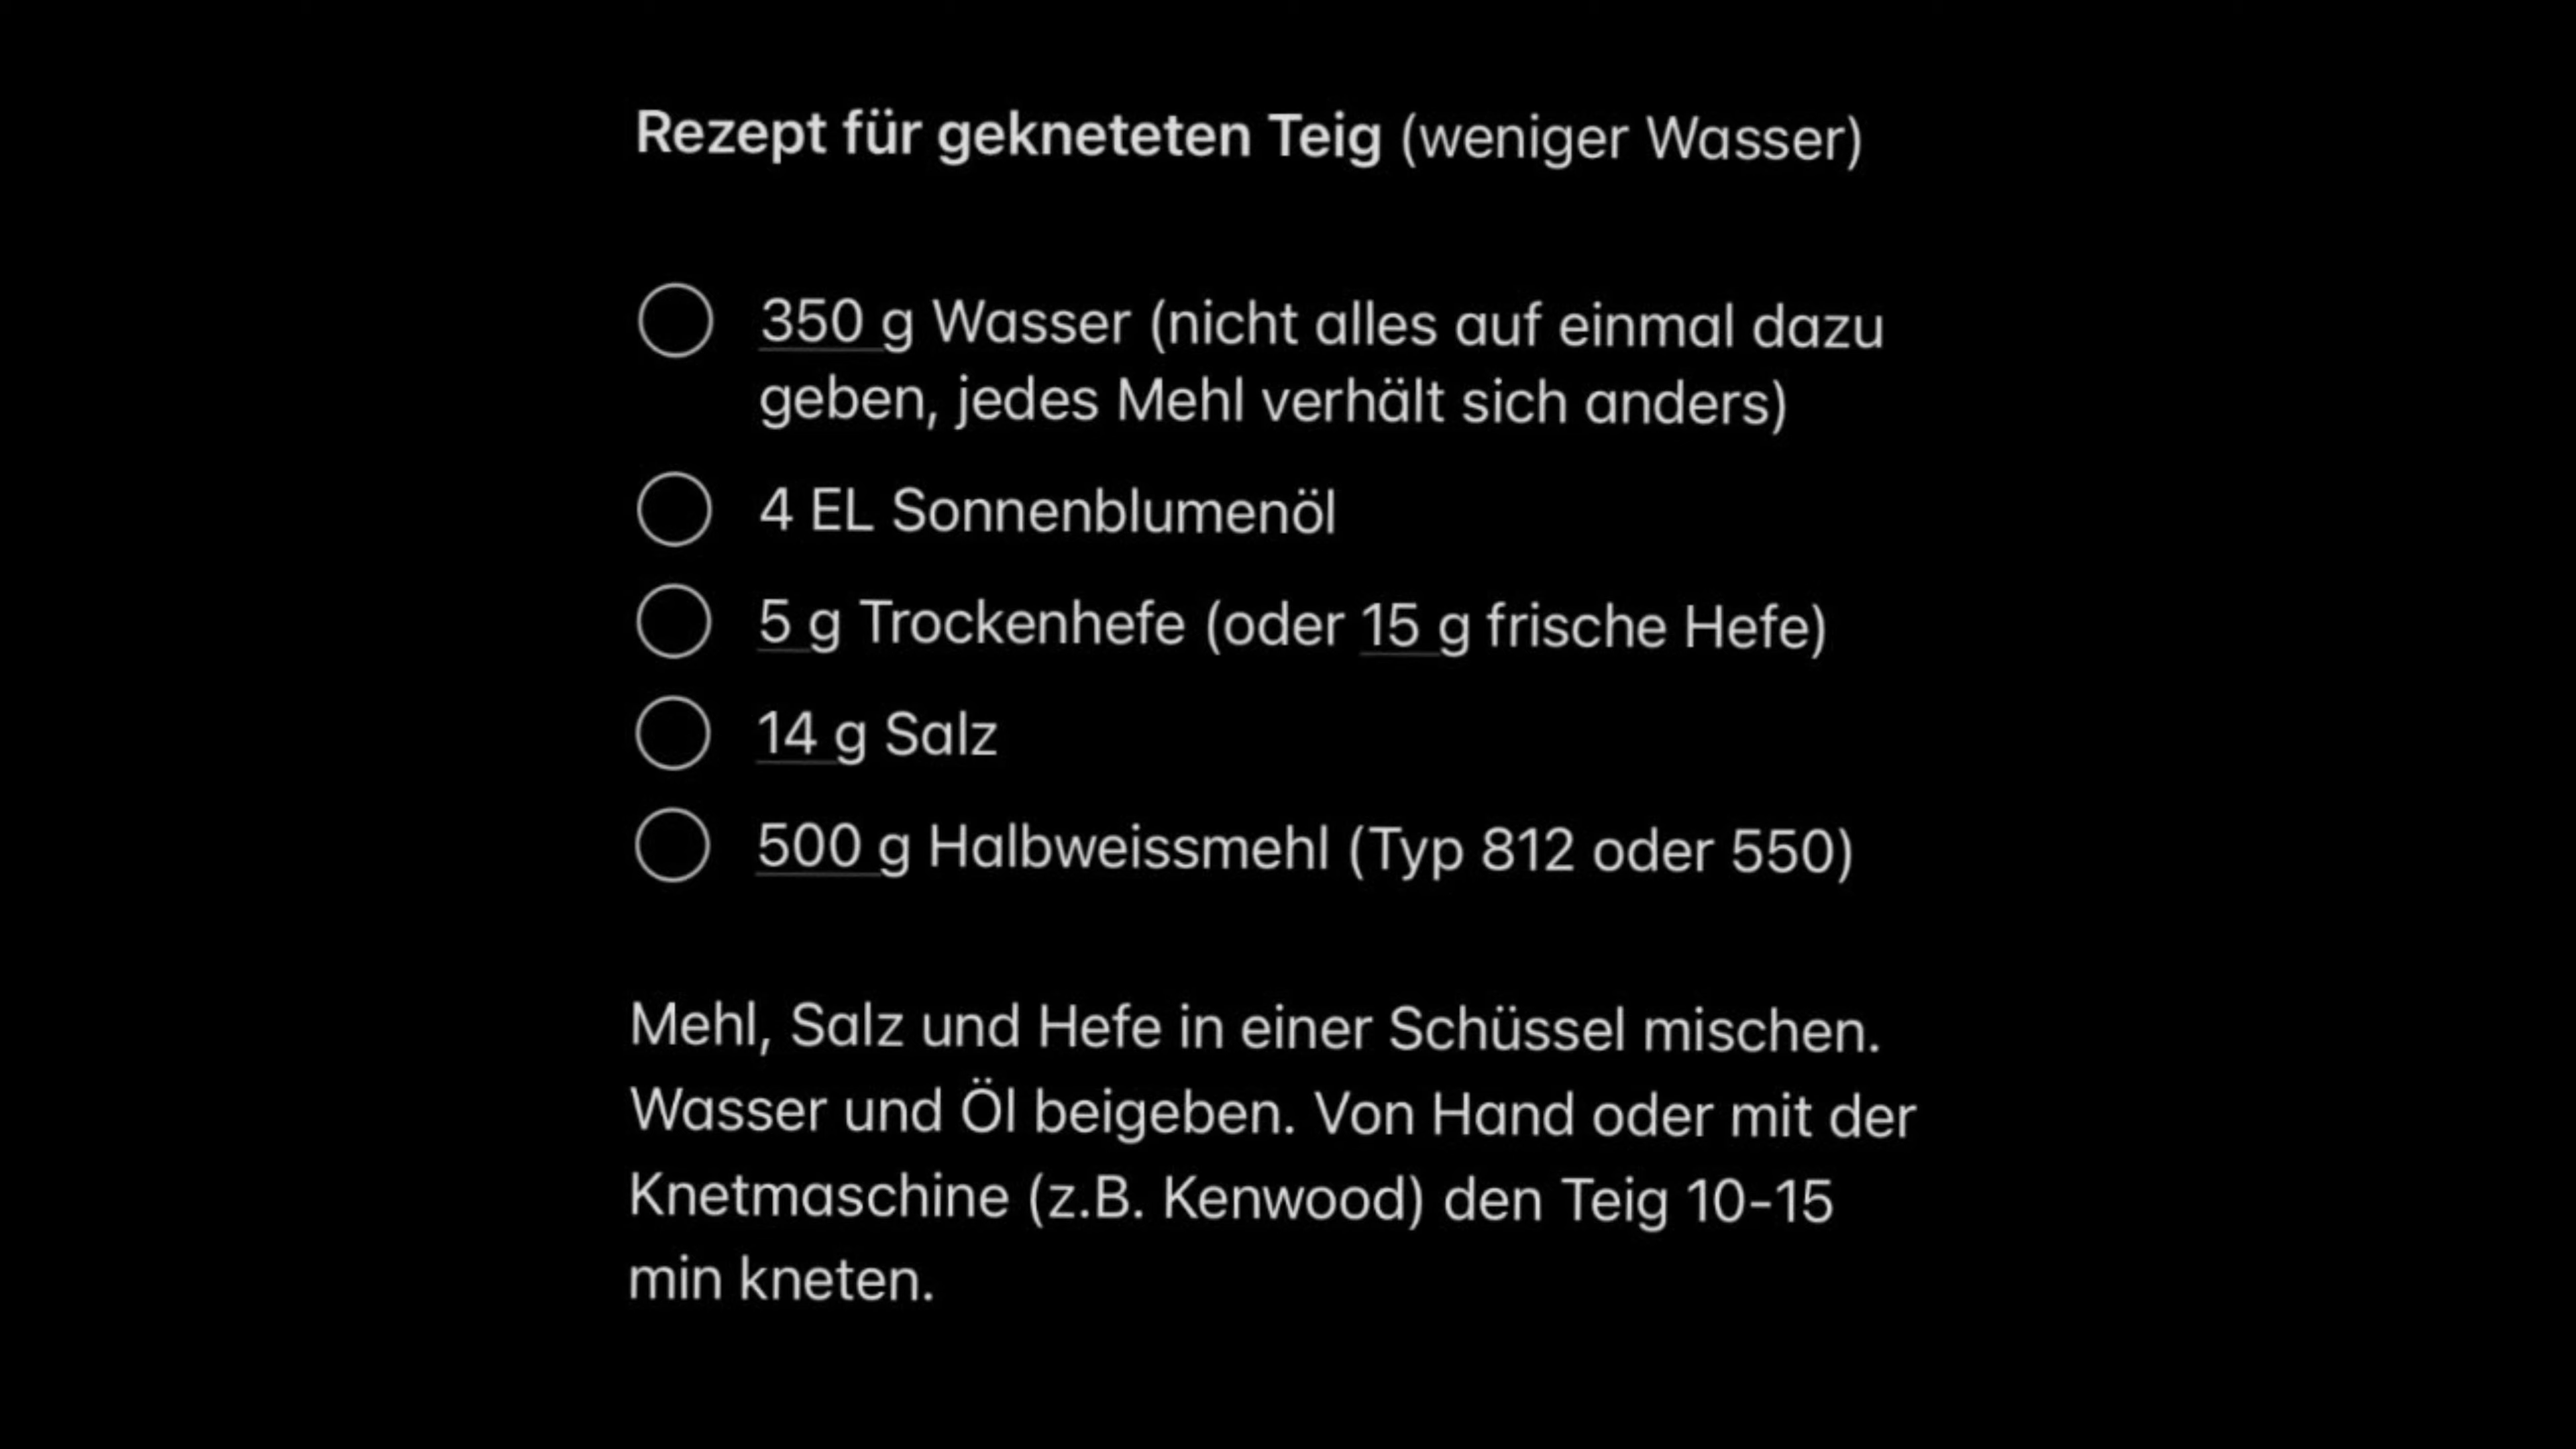 Rezept für gekneteten Teig (weniger Wasser)
350 g Wasser (nicht alles auf einmal dazu
geben, jedes Mehl verhält sich anders)
4 EL Sonnenblumenöl
5 g Trockenhefe (oder 15 g frische Hefe)
14 g Salz
500 g Halbweissmehl (Typ 812 oder 550)
Mehl, Salz und Hefe in einer Schüssel mischen.
Wasser und Öl beigeben. Von Hand oder mit der
Knetmaschine (z.B. Kenwood) den Teig 10-15
min kneten.